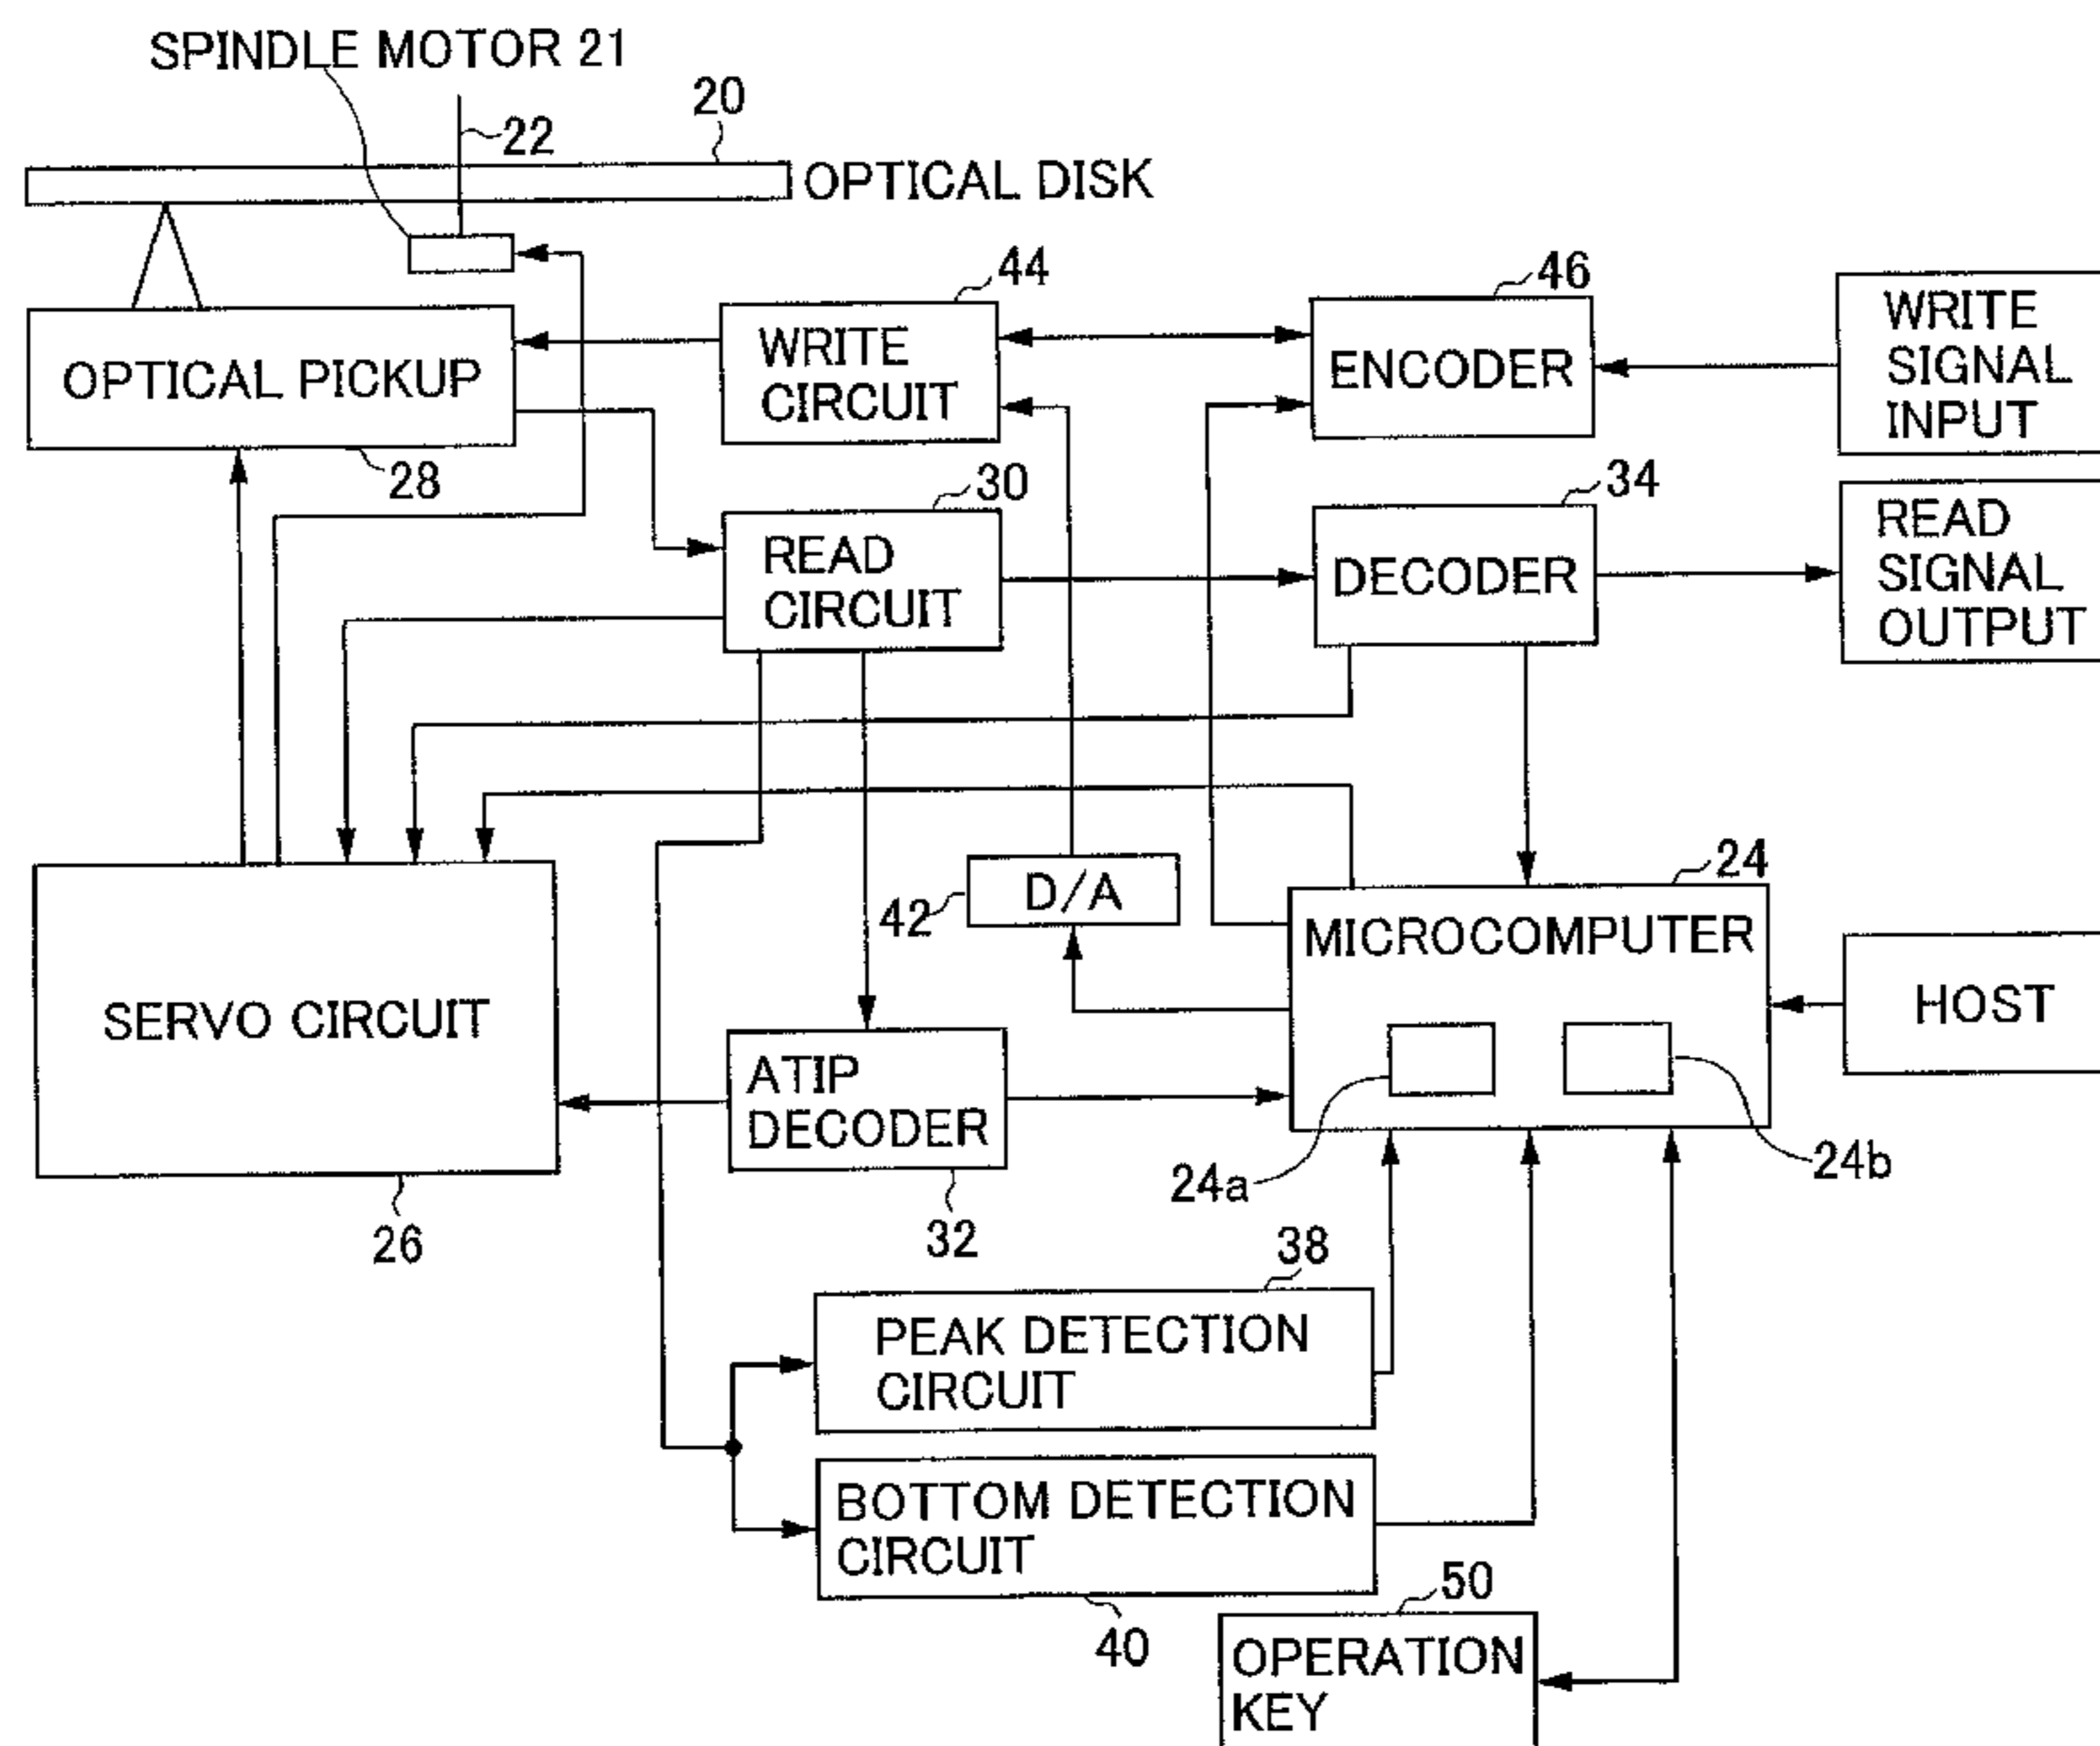 SPINDLE MOTOR 21
20
22
OPTICAL DISK
44
46
WRITE
CIRCUIT
ENCODER
WRITE
SIGNAL
INPUT
OPTICAL PICKUP
28
30
34
READ
CIRCUIT
DECODER
READ
SIGNAL
OUTPUT
24
D/A
42
MICROCOMPUTER
HOST
SERVO CIRCUIT
ATIP
DECODER
24a
24b
26
32
38
PEAK DETECTION
CIRCUIT
BOTTOM DETECTION
CIRCUIT
40
50
OPERATION
KEY